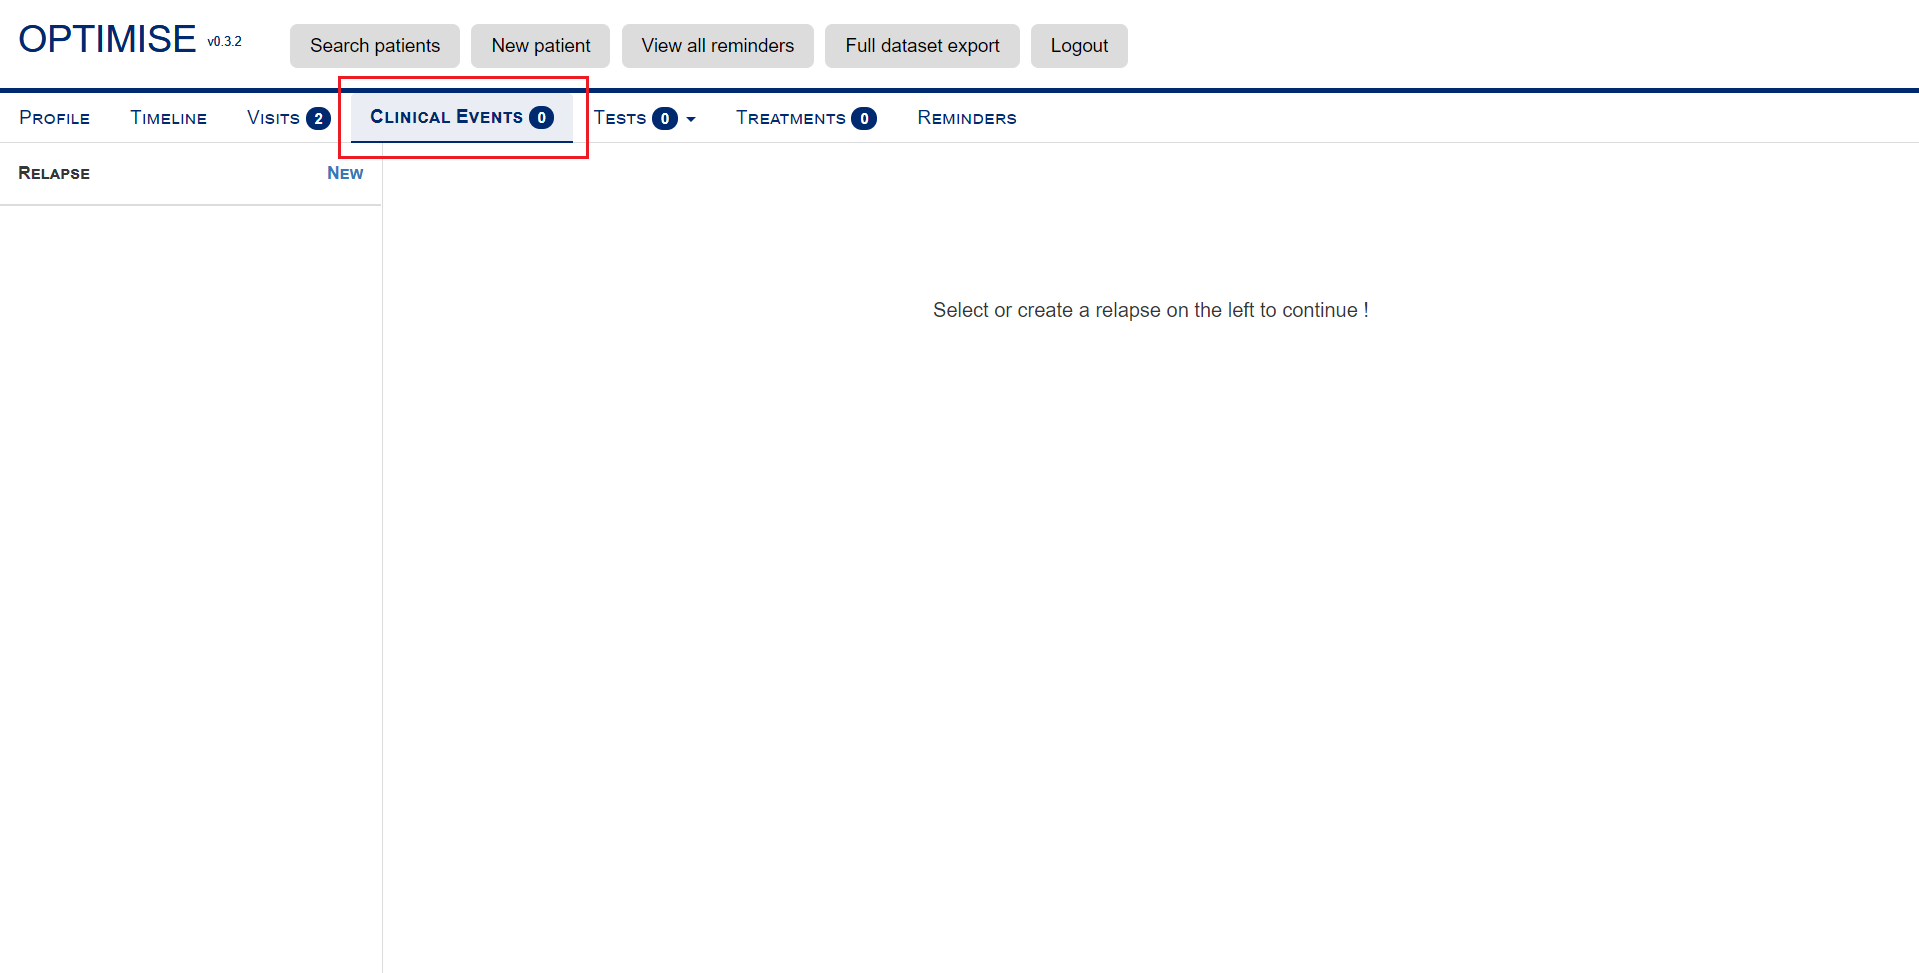 OPTIMISE v0.3.2 Search patients New patient View all reminders Full dataset export Logout
Profile Timeline Visits 2 Clinical Events 0 Tests 0 Treatments 0 Reminders
Relapse New
Select or create a relapse on the left to continue !